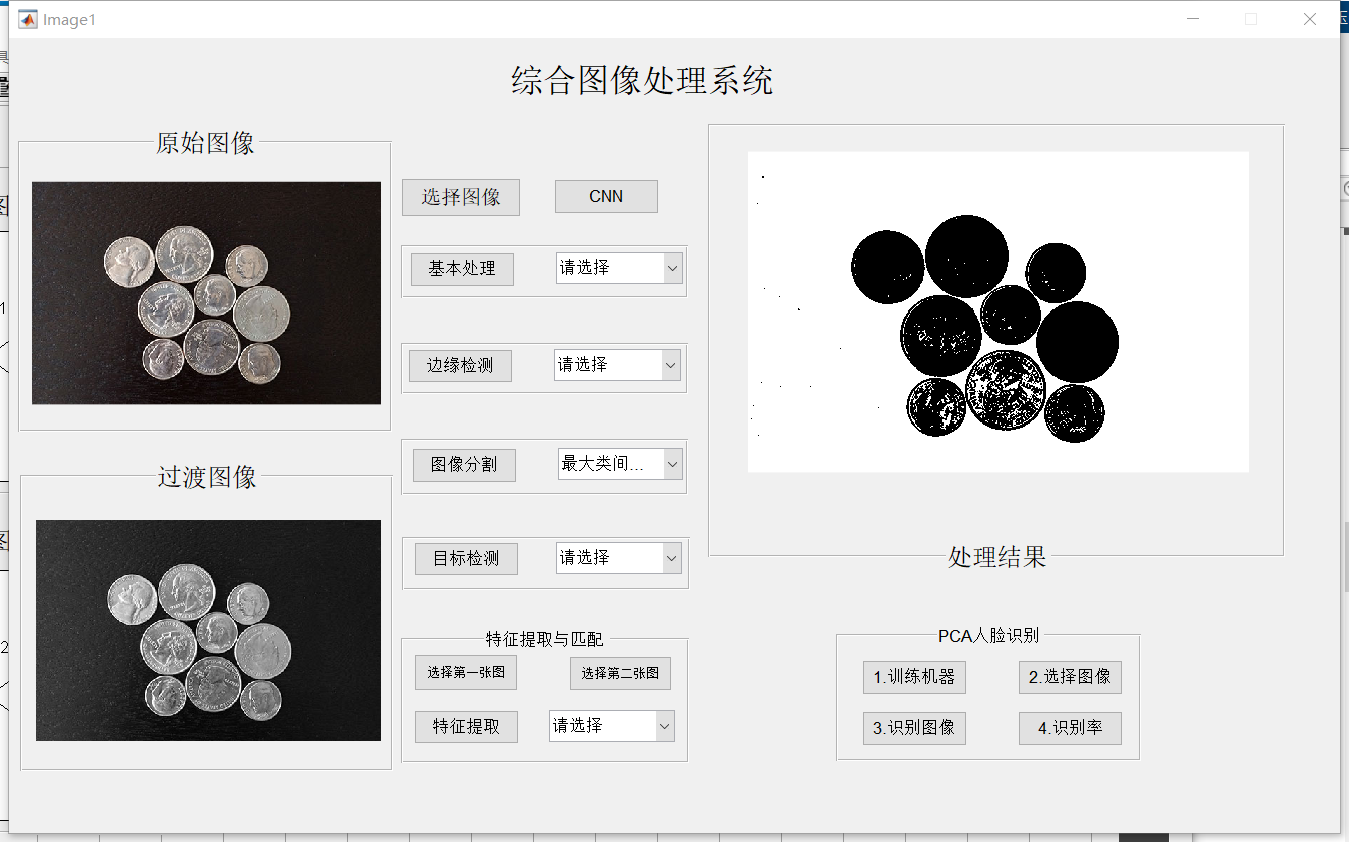 Image1
综合图像处理系统
原始图像
选择图像
CNN
基本处理
请选择
边缘检测
请选择
过渡图像
图像分割
最大类间...
目标检测
请选择
处理结果
特征提取与匹配
选择第一张图
选择第二张图
特征提取
请选择
PCA人脸识别
1.训练机器
2.选择图像
3.识别图像
4.识别率